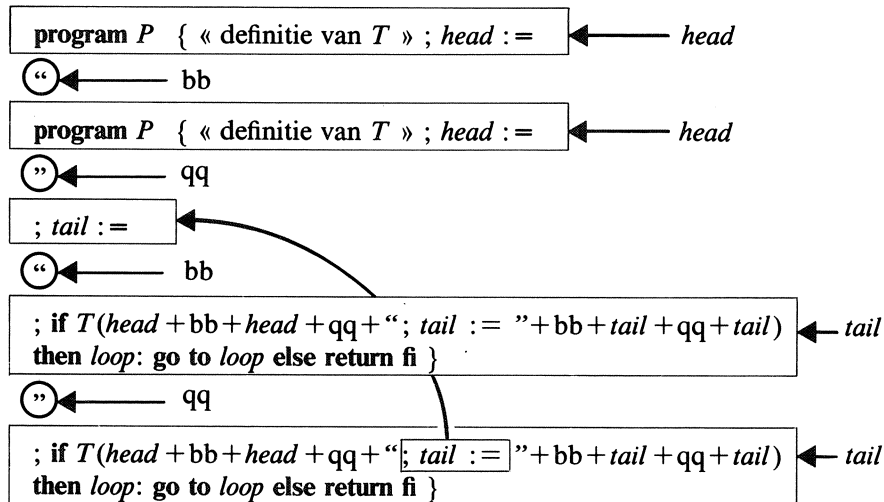 program P { « definitie van T » ; head := head
“ bb
program P { « definitie van T » ; head := head
” qq
; tail :=
“ bb
; if T(head + bb + head + qq + “; tail := ” + bb + tail + qq + tail) tail
then loop: go to loop else return fi }
” qq
; if T(head + bb + head + qq + “; tail := ” + bb + tail + qq + tail) tail
then loop: go to loop else return fi }